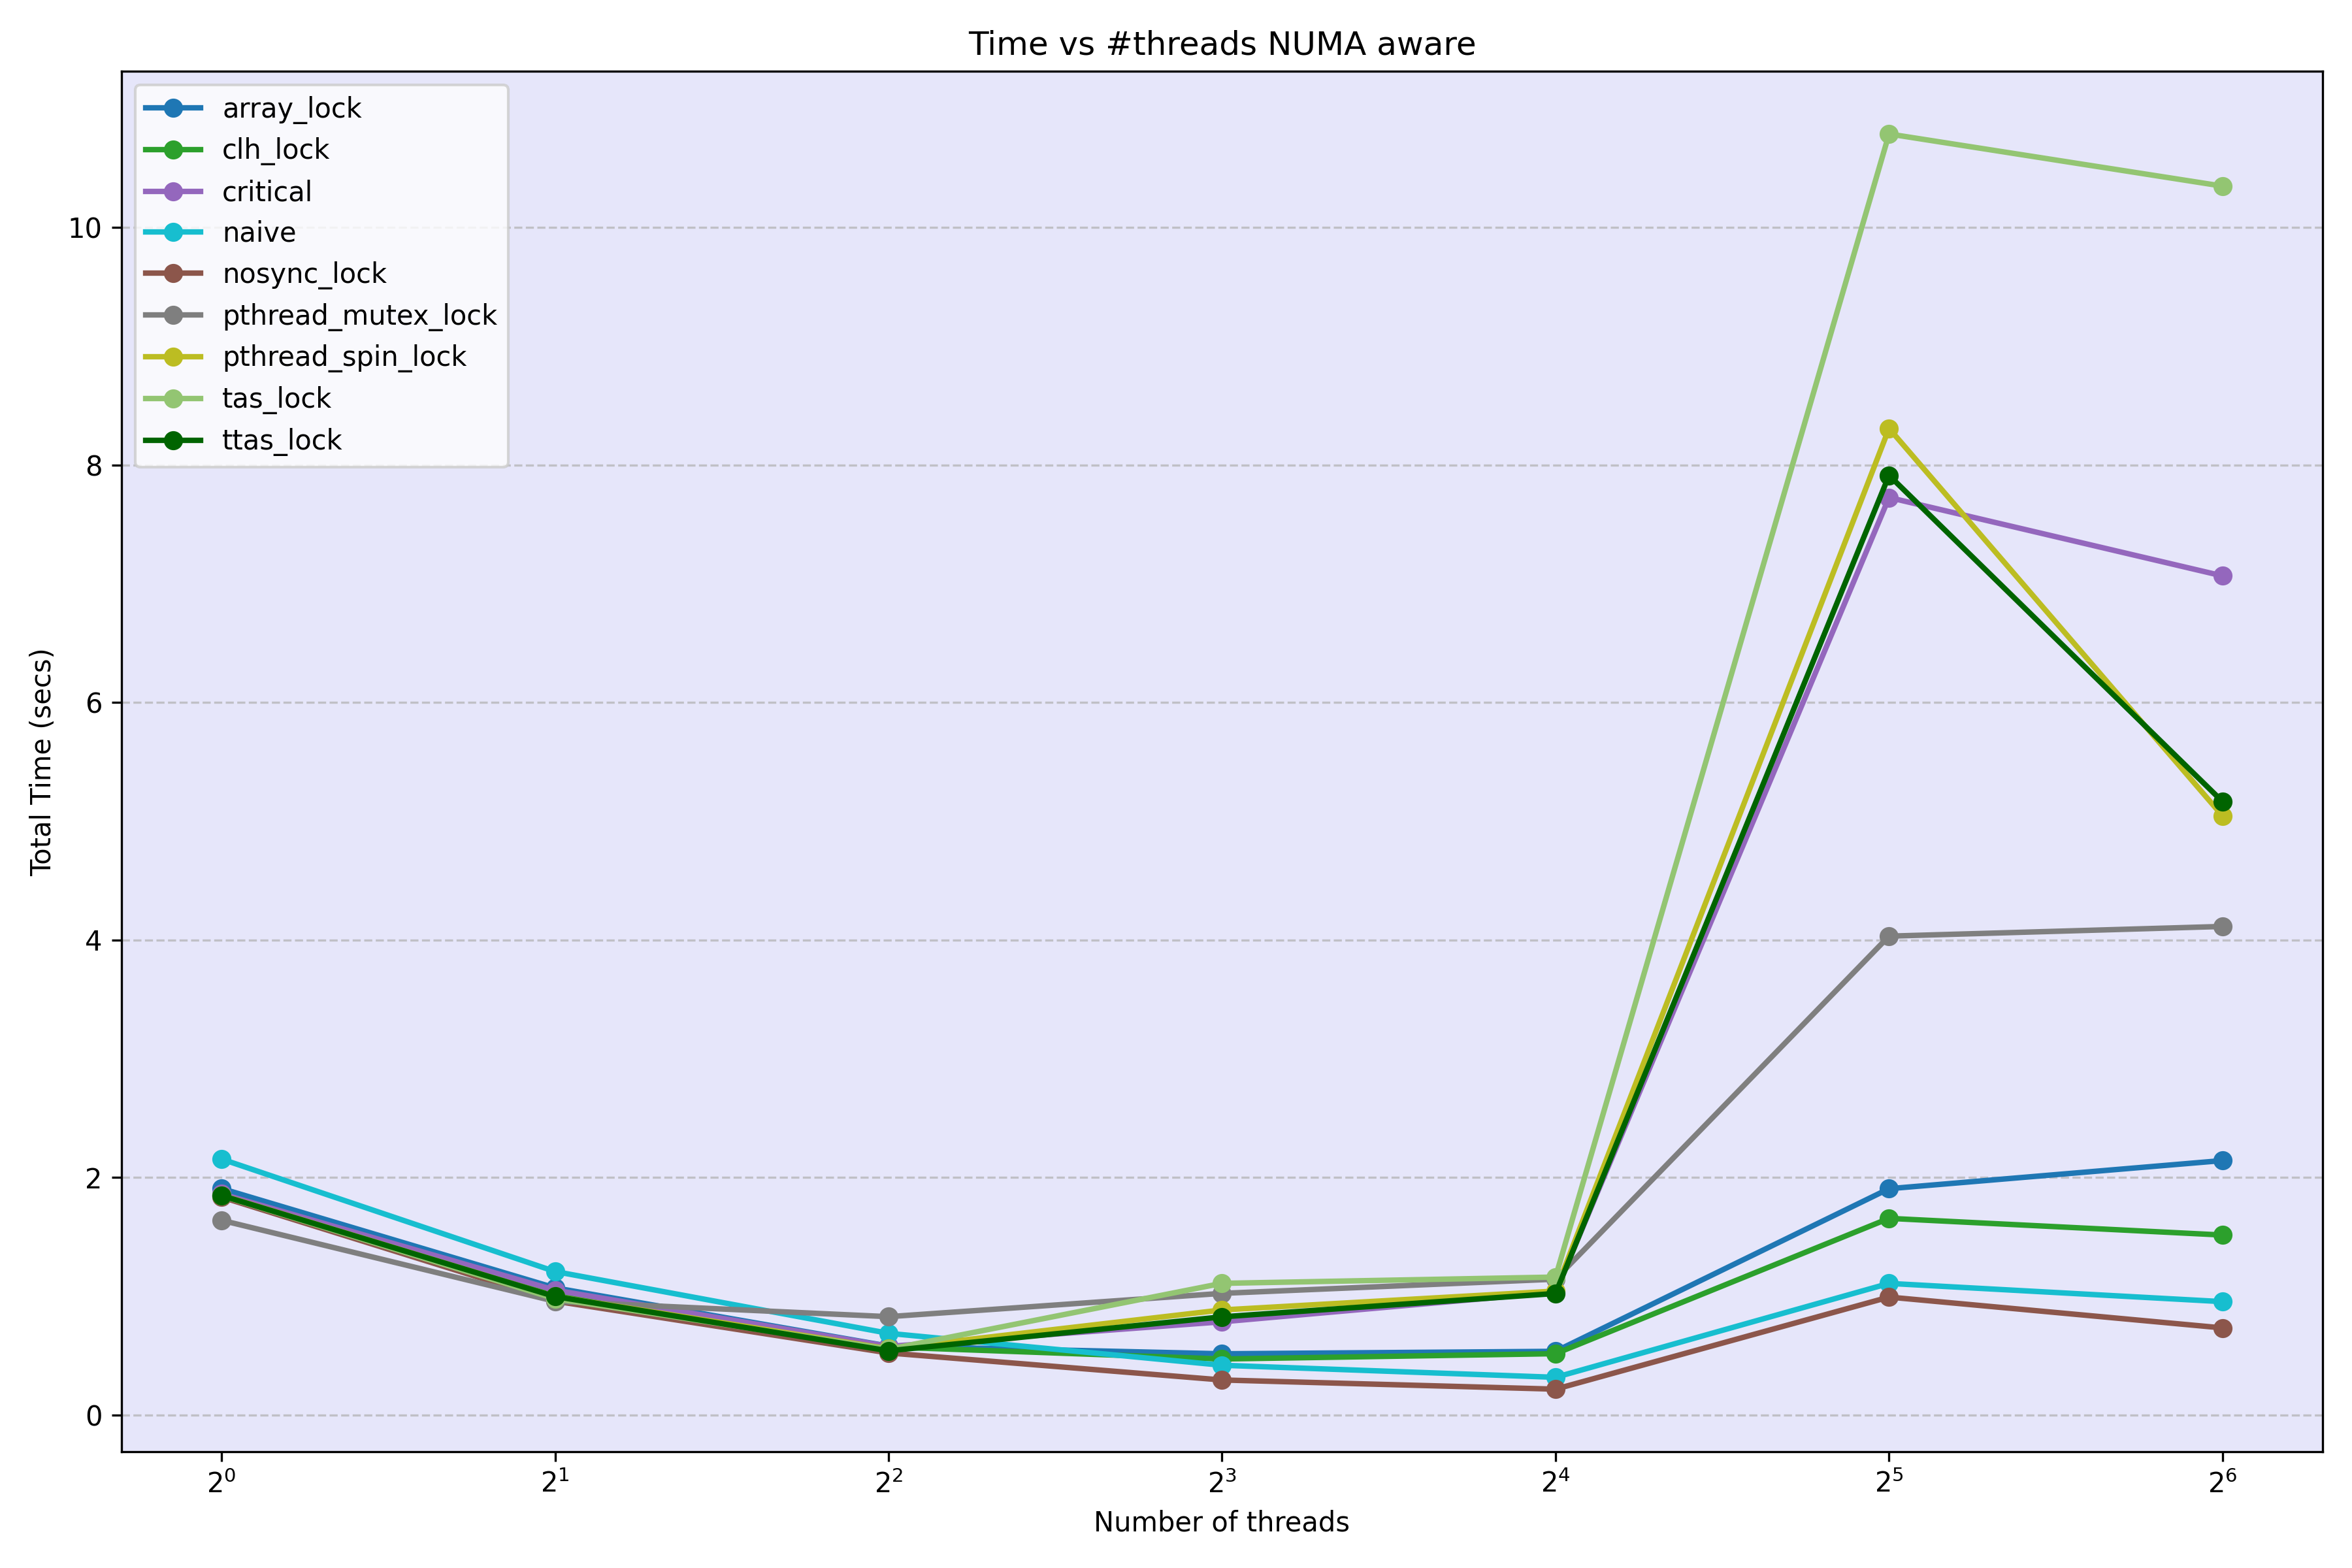 Time vs #threads NUMA aware
array_lock
clh_lock
critical
naive
nosync_lock
pthread_mutex_lock
pthread_spin_lock
tas_lock
ttas_lock
Total Time (secs)
10
8
6
4
2
0
2⁰ 2¹ 2² 2³ 2⁴ 2⁵ 2⁶
Number of threads